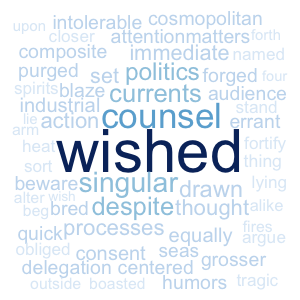 upon intolerable cosmopolitan
closer attention matters forth
composite immediate named
purged set politics forged four
spirits blaze currents audience
industrial counsel stand
lie action errant
arm wished fortify
heat thing
sort singular drawn lying
beware
alter wish despite thought alike
beg bred
quick processes equally fires
argue
obliged consent seas
delegation centered grosser
outside boasted humors tragic